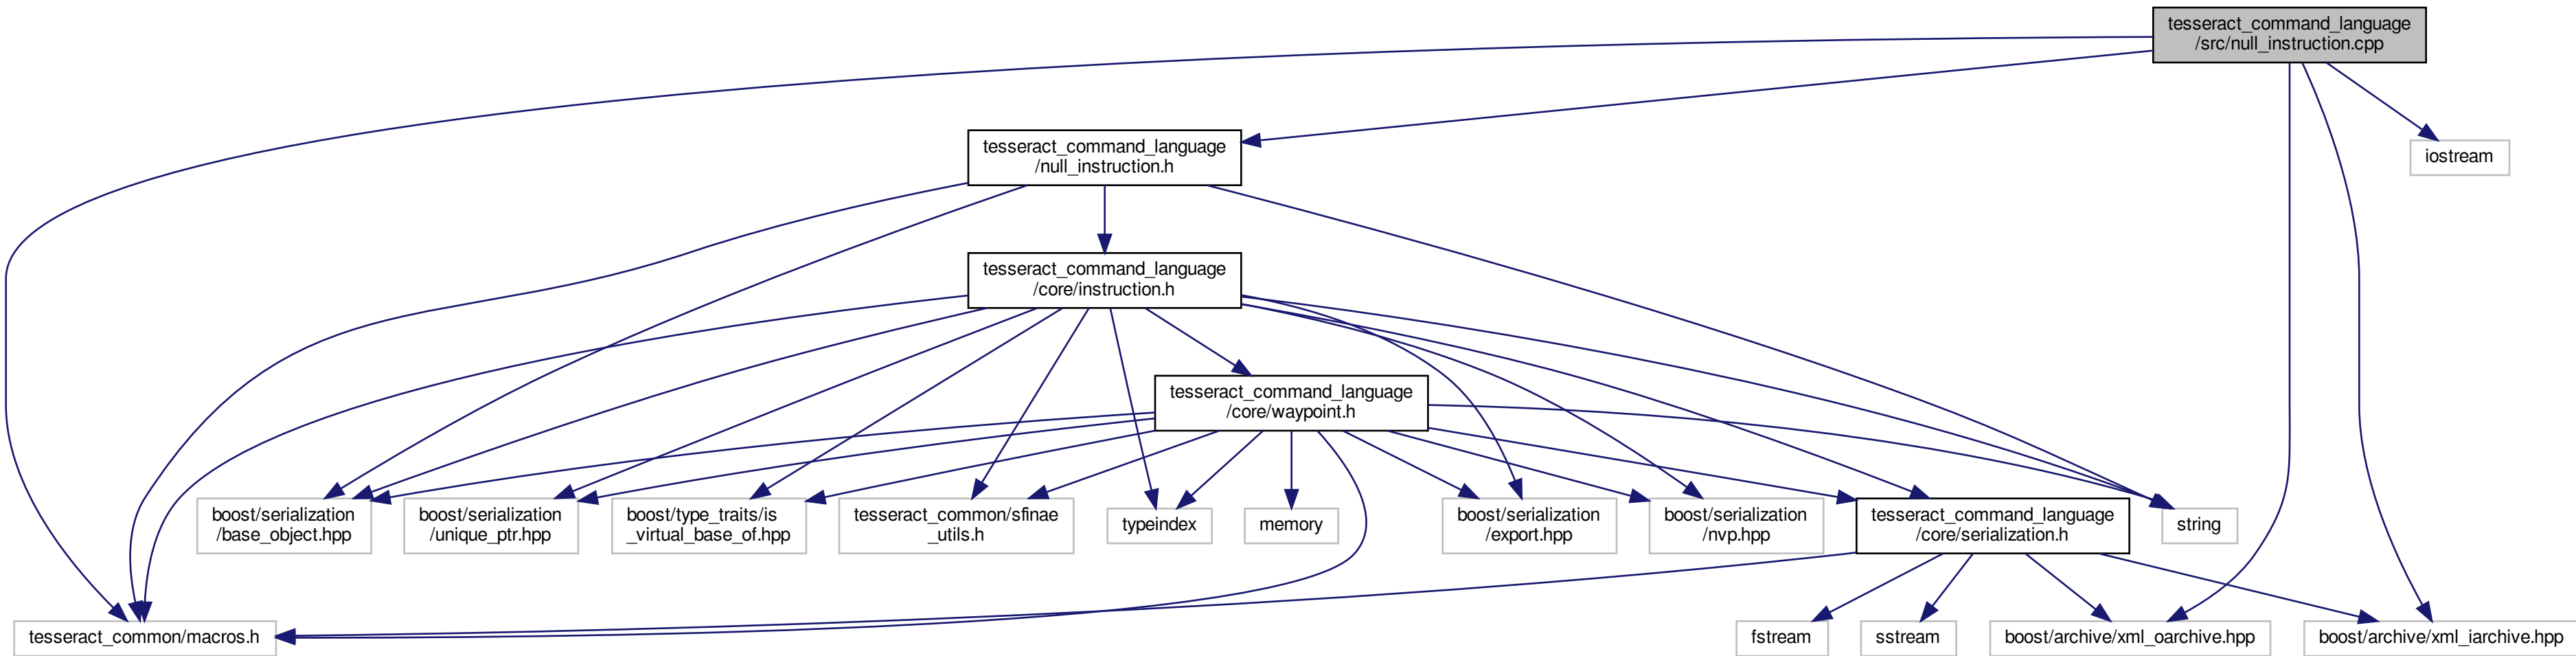 tesseract_command_language
/src/null_instruction.cpp
tesseract_command_language
/null_instruction.h
iostream
tesseract_command_language
/core/instruction.h
tesseract_command_language
/core/waypoint.h
boost/serialization
/base_object.hpp
boost/serialization
/unique_ptr.hpp
boost/type_traits/is
_virtual_base_of.hpp
tesseract_common/sfinae
_utils.h
typeindex
memory
boost/serialization
/export.hpp
boost/serialization
/nvp.hpp
tesseract_command_language
/core/serialization.h
string
tesseract_common/macros.h
fstream
sstream
boost/archive/xml_oarchive.hpp
boost/archive/xml_iarchive.hpp